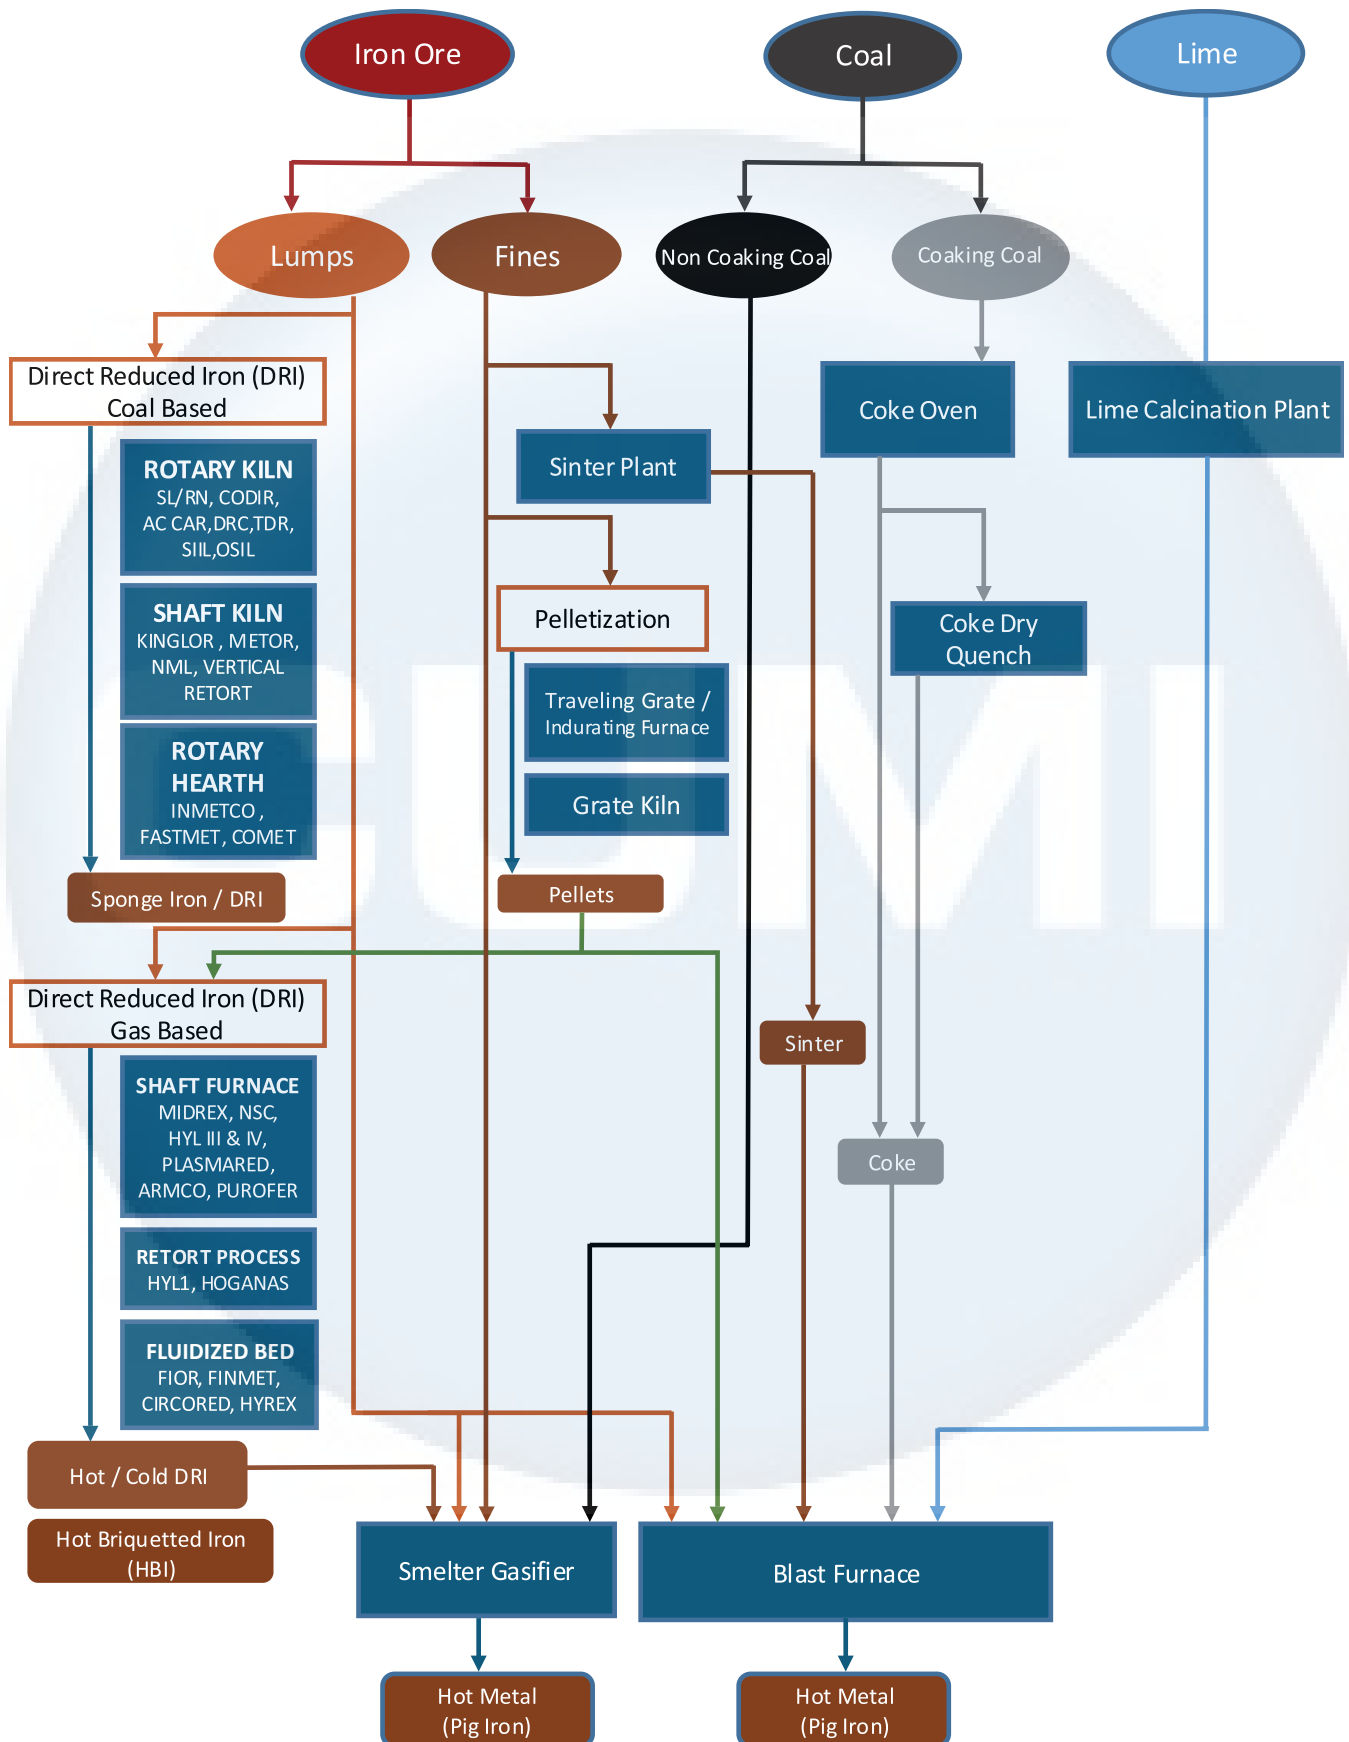 Iron Ore
Coal
Lime
Lumps
Fines
Non Coaking Coal
Coaking Coal
Direct Reduced Iron (DRI)
Coal Based
Coke Oven
Lime Calcination Plant
Sinter Plant
ROTARY KILN
SL/RN, CODIR,
AC CAR,DRC,TDR,
SIIL,OSIL
SHAFT KILN
KINGLOR , METOR,
NML, VERTICAL
RETORT
Pelletization
Coke Dry
Quench
Traveling Grate /
Indurating Furnace
ROTARY
HEARTH
INMETCO ,
FASTMET, COMET
Grate Kiln
Sponge Iron / DRI
Pellets
CUMI
Direct Reduced Iron (DRI)
Gas Based
Sinter
SHAFT FURNACE
MIDREX, NSC,
HYL III & IV,
PLASMARED,
ARMCO, PUROFER
Coke
RETORT PROCESS
HYL1, HOGANAS
FLUIDIZED BED
FIOR, FINMET,
CIRCORED, HYREX
Hot / Cold DRI
Hot Briquetted Iron
(HBI)
Smelter Gasifier
Blast Furnace
Hot Metal
(Pig Iron)
Hot Metal
(Pig Iron)